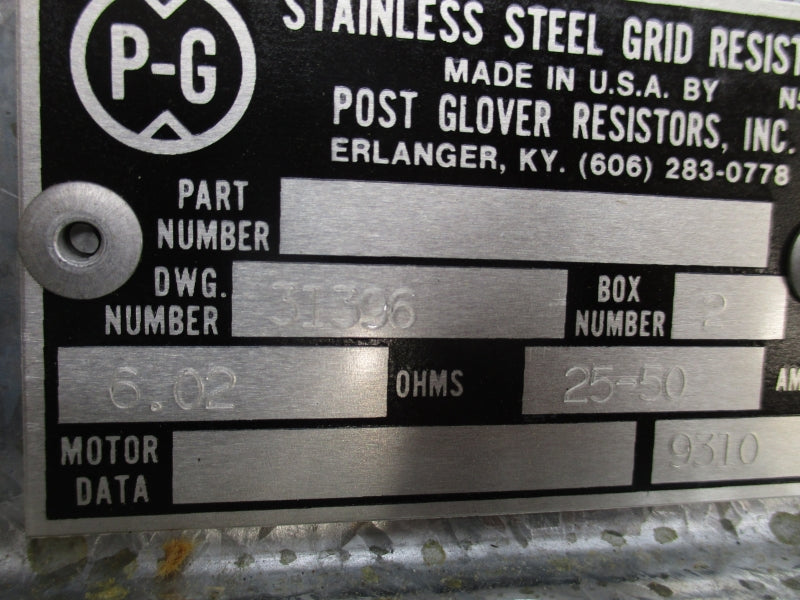 P-G
STAINLESS STEEL GRID RESIST
MADE IN U.S.A. BY
POST GLOVER RESISTORS, INC.
ERLANGER, KY. (606) 283-0778
PART
NUMBER
DWG.
NUMBER
31396
BOX
NUMBER
2
6.02
OHMS
25-50
AM
MOTOR
DATA
9310